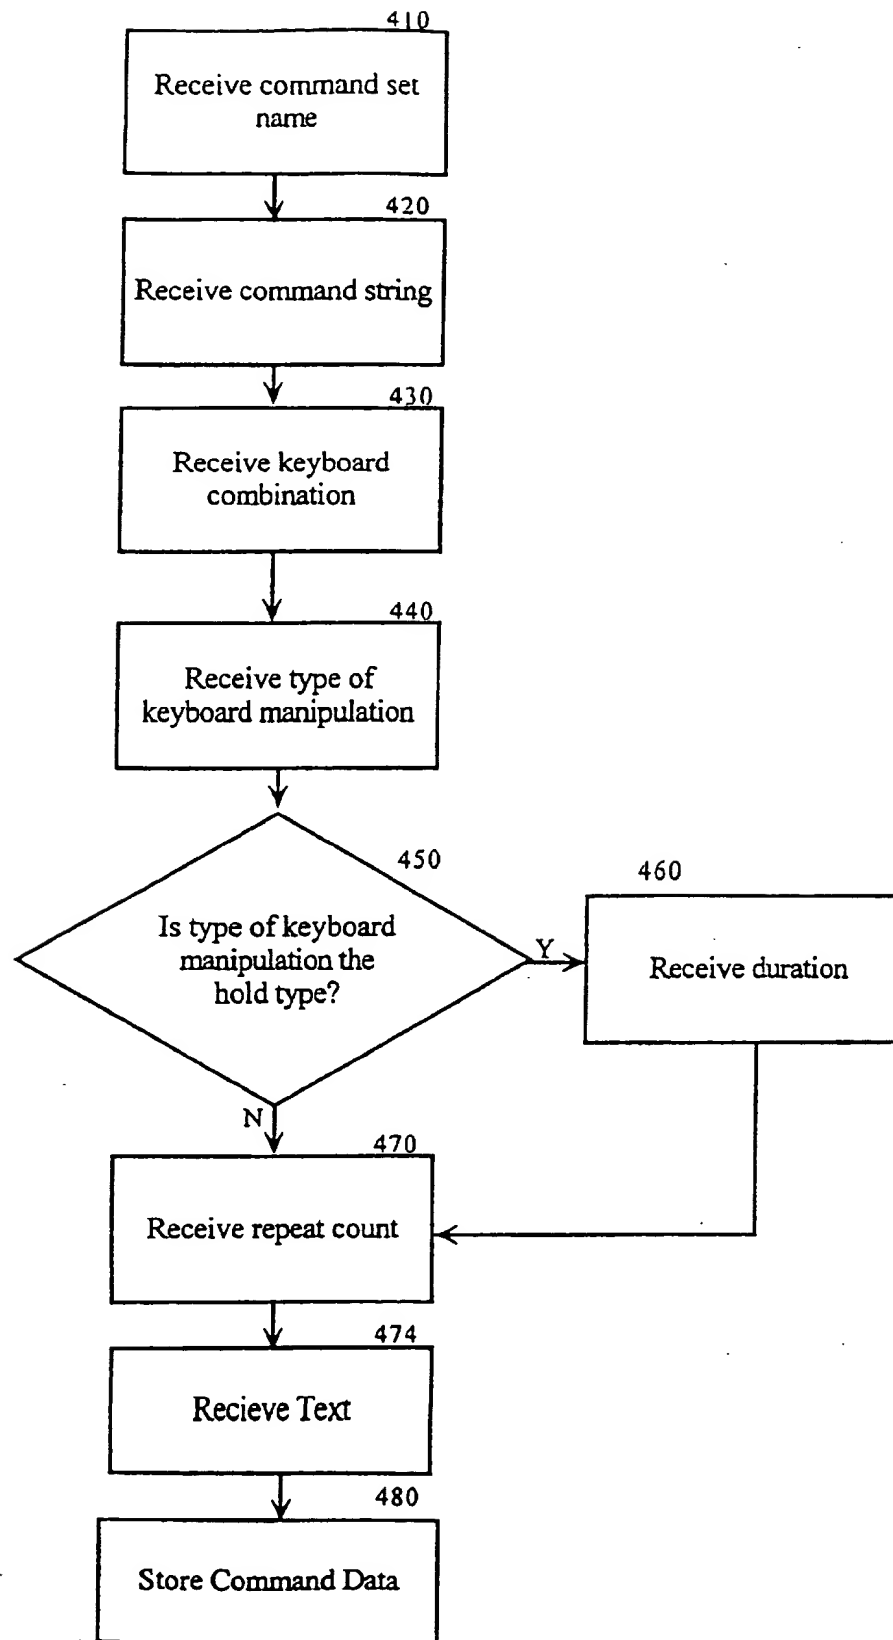 410
Receive command set
name
420
Receive command string
430
Receive keyboard
combination
440
Receive type of
keyboard manipulation
450
Is type of keyboard
manipulation the
hold type?
Y
460
Receive duration
N
470
Receive repeat count
474
Recieve Text
480
Store Command Data